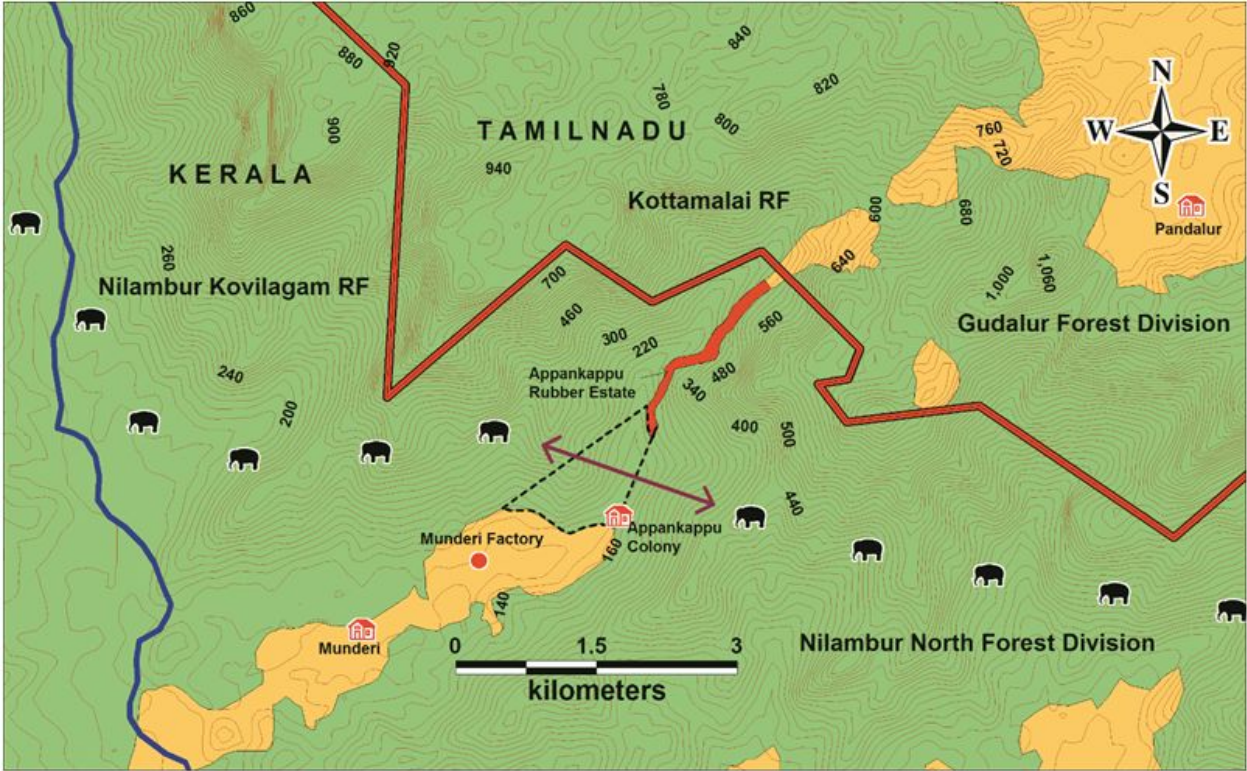 860
880
920
840
820
780
800
900
TAMILNADU
940
KERALA
Kottamalai RF
760
720
N
W
E
S
Pandalur
600
680
260
Nilambur Kovilagam RF
700
640
1,000
1,060
460
300
220
560
Gudalur Forest Division
240
200
Appankappu
Rubber Estate
340
480
400
500
440
Munderi Factory
Appankappu
Colony
160
140
Munderi
0 1.5 3
kilometers
Nilambur North Forest Division